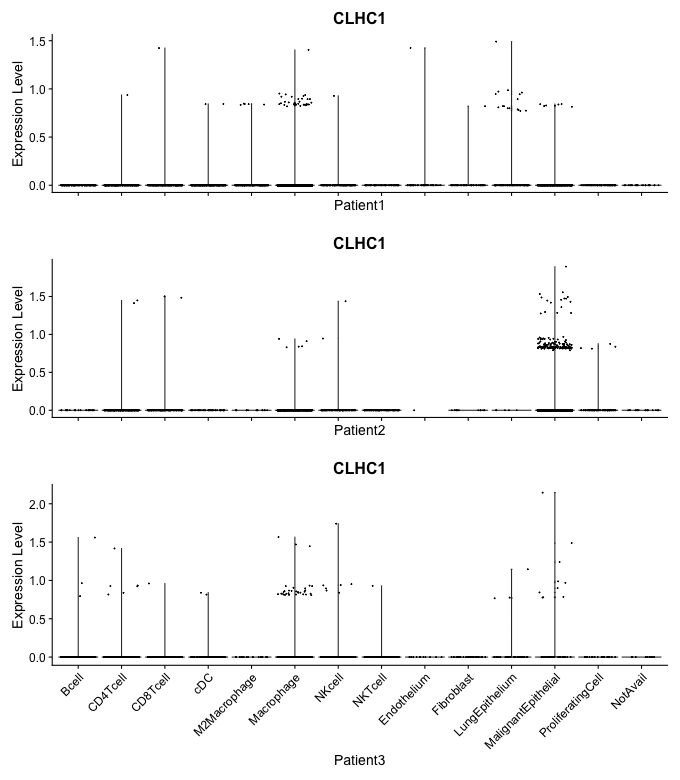 CLHC1
Expression Level
1.5
1.0
0.5
0.0
Patient1
CLHC1
Expression Level
1.5
1.0
0.5
0.0
Patient2
CLHC1
Expression Level
2.0
1.5
1.0
0.5
0.0
Bcell
CD4Tcell
CD8Tcell
cDC
M2Macrophage
Macrophage
NKcell
NKTcell
Endothelium
Fibroblast
LungEpithelium
MalignantEpithelial
ProliferatingCell
NotAvail
Patient3